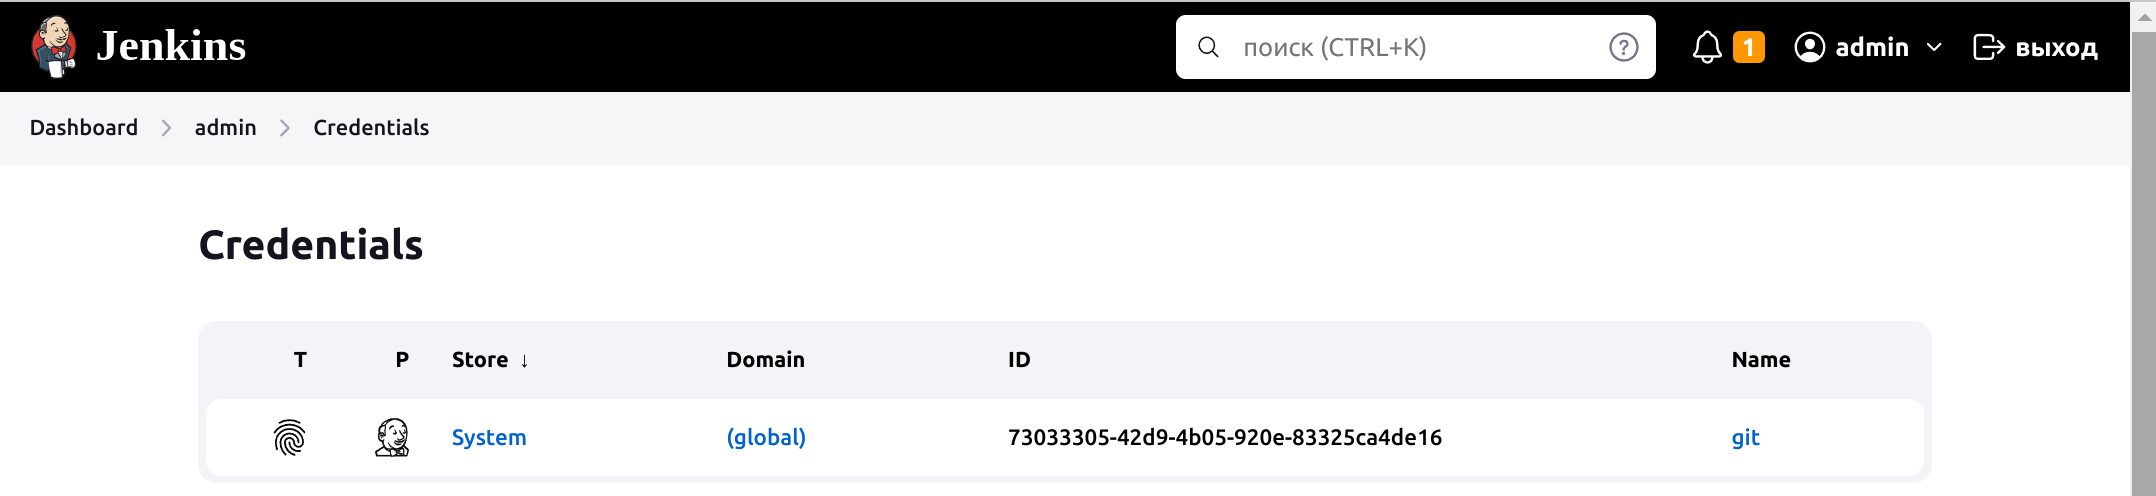 Jenkins
поиск (CTRL+K)
1
admin
выход
Dashboard
admin
Credentials
Credentials
T P Store ↓ Domain ID Name
System (global) 73033305-42d9-4b05-920e-83325ca4de16 git